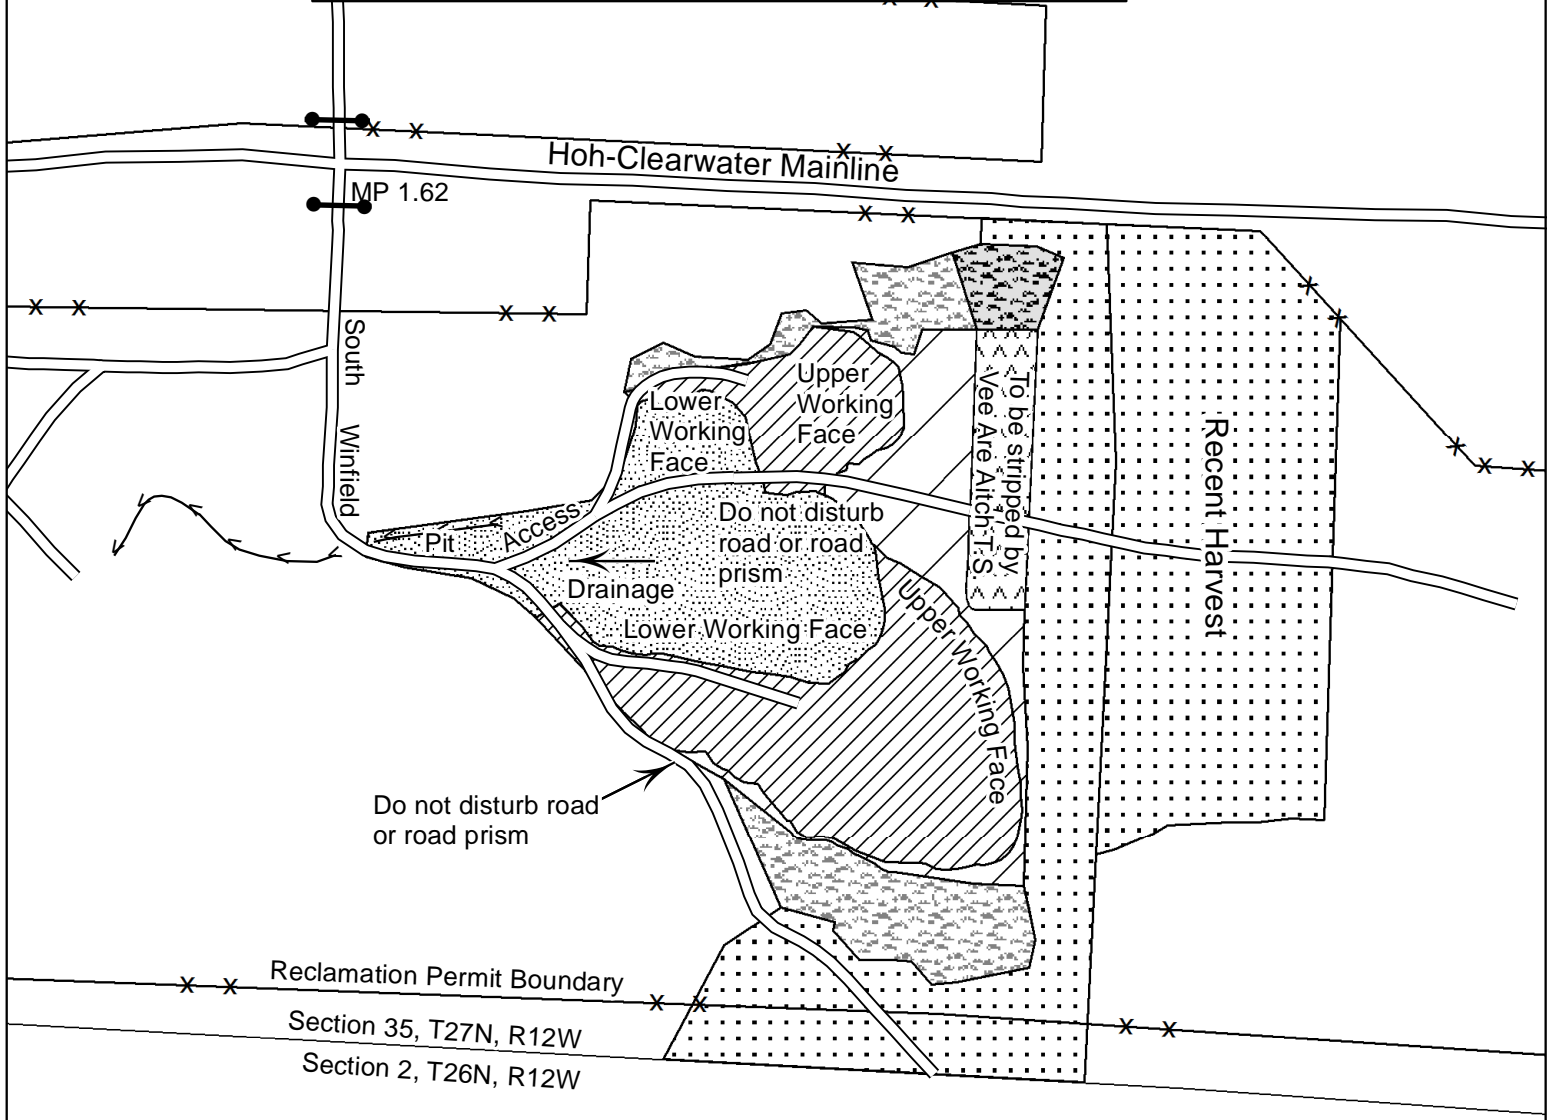 Hoh-Clearwater Mainline
MP 1.62
South Winfield
Upper
Working
Face
Lower
Working
Face
To be stripped by
Vee Are Aitch T S
Recent Harvest
Pit Access
Do not disturb
road or road
prism
Drainage
Lower Working Face
Upper Working Face
Do not disturb road
or road prism
Reclamation Permit Boundary
Section 35, T27N, R12W
Section 2, T26N, R12W